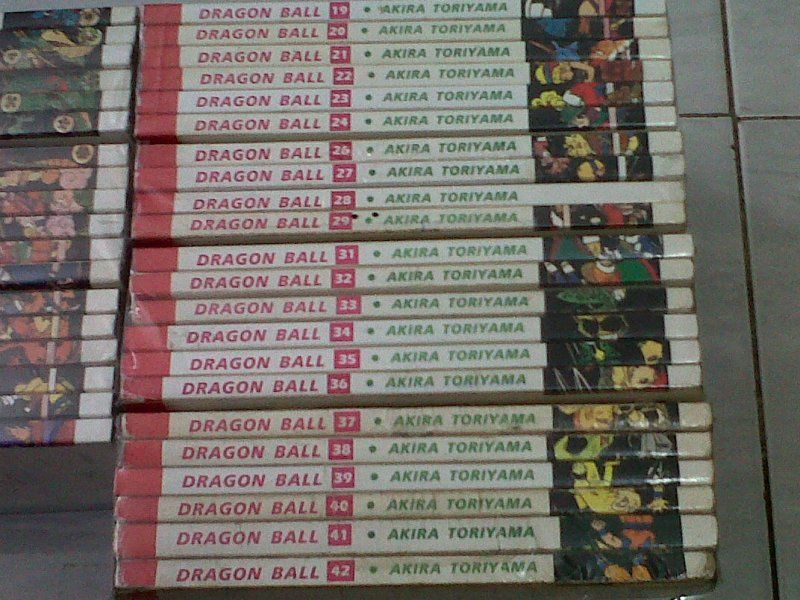 DRAGON BALL 19 • AKIRA TORIYAMA
DRAGON BALL 20 • AKIRA TORIYAMA
DRAGON BALL 21 • AKIRA TORIYAMA
DRAGON BALL 22 • AKIRA TORIYAMA
DRAGON BALL 23 • AKIRA TORIYAMA
DRAGON BALL 24 • AKIRA TORIYAMA
DRAGON BALL 26 • AKIRA TORIYAMA
DRAGON BALL 27 • AKIRA TORIYAMA
DRAGON BALL 28 • AKIRA TORIYAMA
DRAGON BALL 29 • AKIRA TORIYAMA
DRAGON BALL 31 • AKIRA TORIYAMA
DRAGON BALL 32 • AKIRA TORIYAMA
DRAGON BALL 33 • AKIRA TORIYAMA
DRAGON BALL 34 • AKIRA TORIYAMA
DRAGON BALL 35 • AKIRA TORIYAMA
DRAGON BALL 36 • AKIRA TORIYAMA
DRAGON BALL 37 • AKIRA TORIYAMA
DRAGON BALL 38 • AKIRA TORIYAMA
DRAGON BALL 39 • AKIRA TORIYAMA
DRAGON BALL 40 • AKIRA TORIYAMA
DRAGON BALL 41 • AKIRA TORIYAMA
DRAGON BALL 42 • AKIRA TORIYAMA